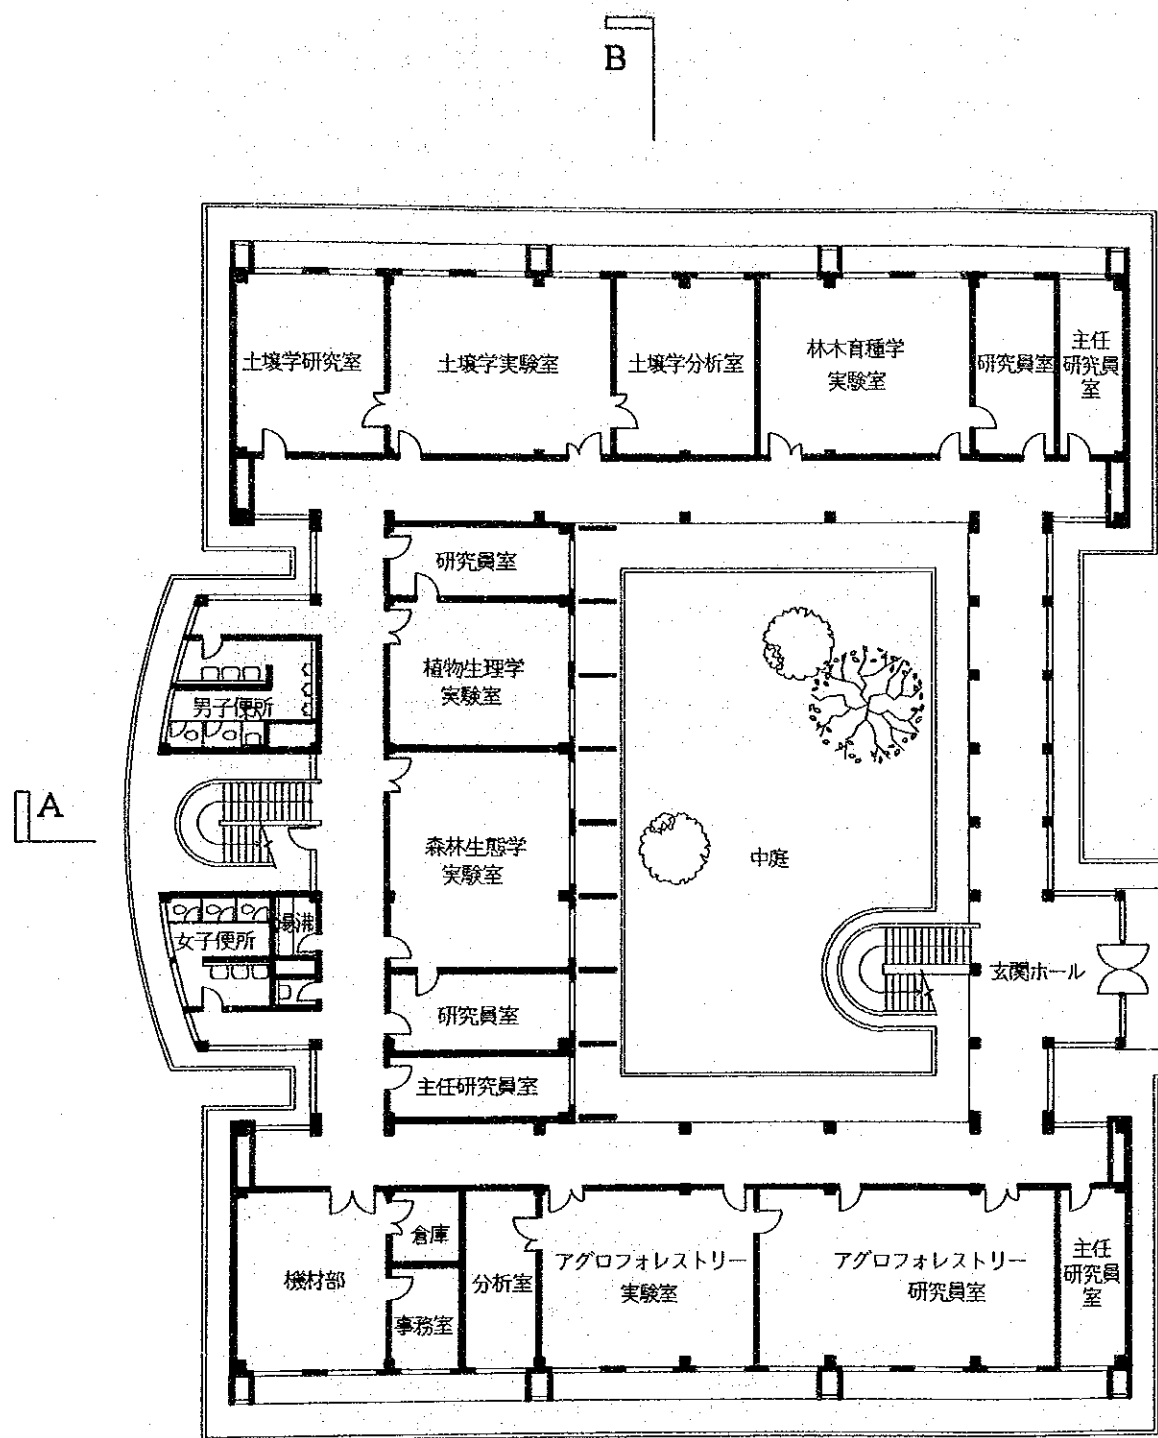 B
土壌学研究室
土壌学実験室
土壌学分析室
林木育種学
実験室
研究員室
主任
研究員
室
研究員室
植物生理学
実験室
男子便所
A
森林生態学
実験室
中庭
湯沸
女子便所
玄関ホール
研究員室
主任研究員室
機材部
倉庫
事務室
分析室
アグロフォレストリー
実験室
アグロフォレストリー
研究員室
主任
研究員
室